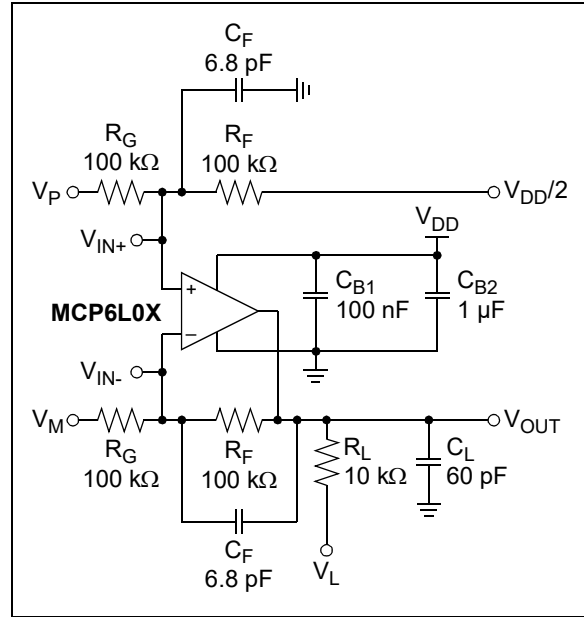 C_F
6.8 pF
R_G
100 kΩ
R_F
100 kΩ
V_P
V_DD/2
V_IN+
V_DD
C_B1
100 nF
C_B2
1 µF
+
MCP6L0X
–
V_IN-
V_M
V_OUT
R_G
100 kΩ
R_F
100 kΩ
R_L
10 kΩ
C_L
60 pF
C_F
6.8 pF
V_L